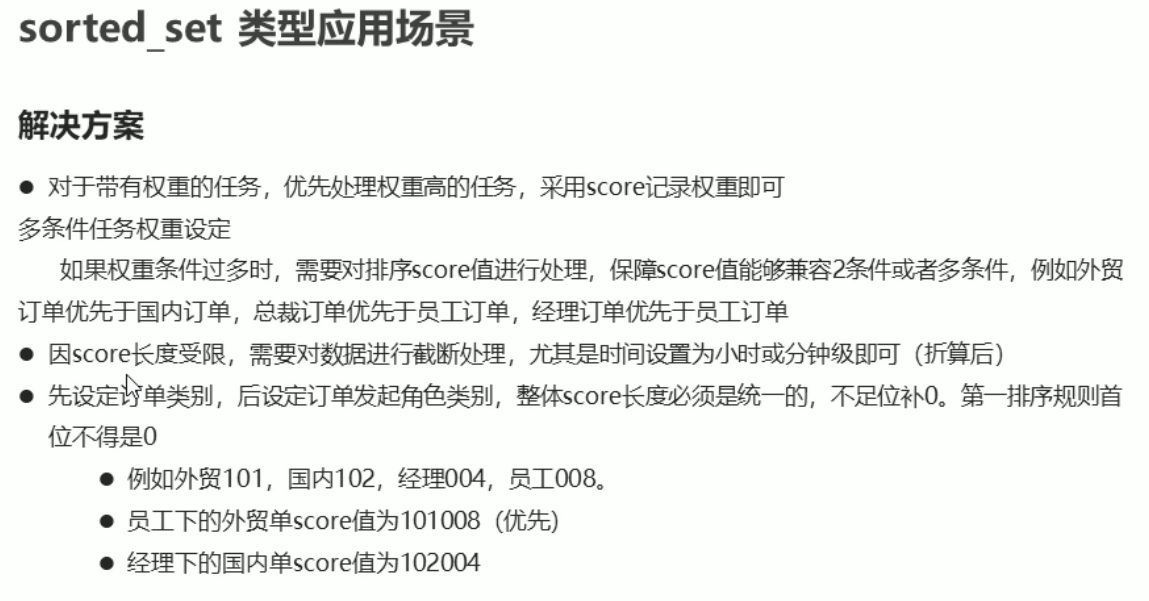 sorted_set 类型应用场景
解决方案
● 对于带有权重的任务，优先处理权重高的任务，采用score记录权重即可
多条件任务权重设定
如果权重条件过多时，需要对排序score值进行处理，保障score值能够兼容2条件或者多条件，例如外贸
订单优先于国内订单，总裁订单优先于员工订单，经理订单优先于员工订单
● 因score长度受限，需要对数据进行截断处理，尤其是时间设置为小时或分钟级即可（折算后）
● 先设定订单类别，后设定订单发起角色类别，整体score长度必须是统一的，不足位补0。第一排序规则首
位不得是0
● 例如外贸101，国内102，经理004，员工008。
● 员工下的外贸单score值为101008（优先）
● 经理下的国内单score值为102004